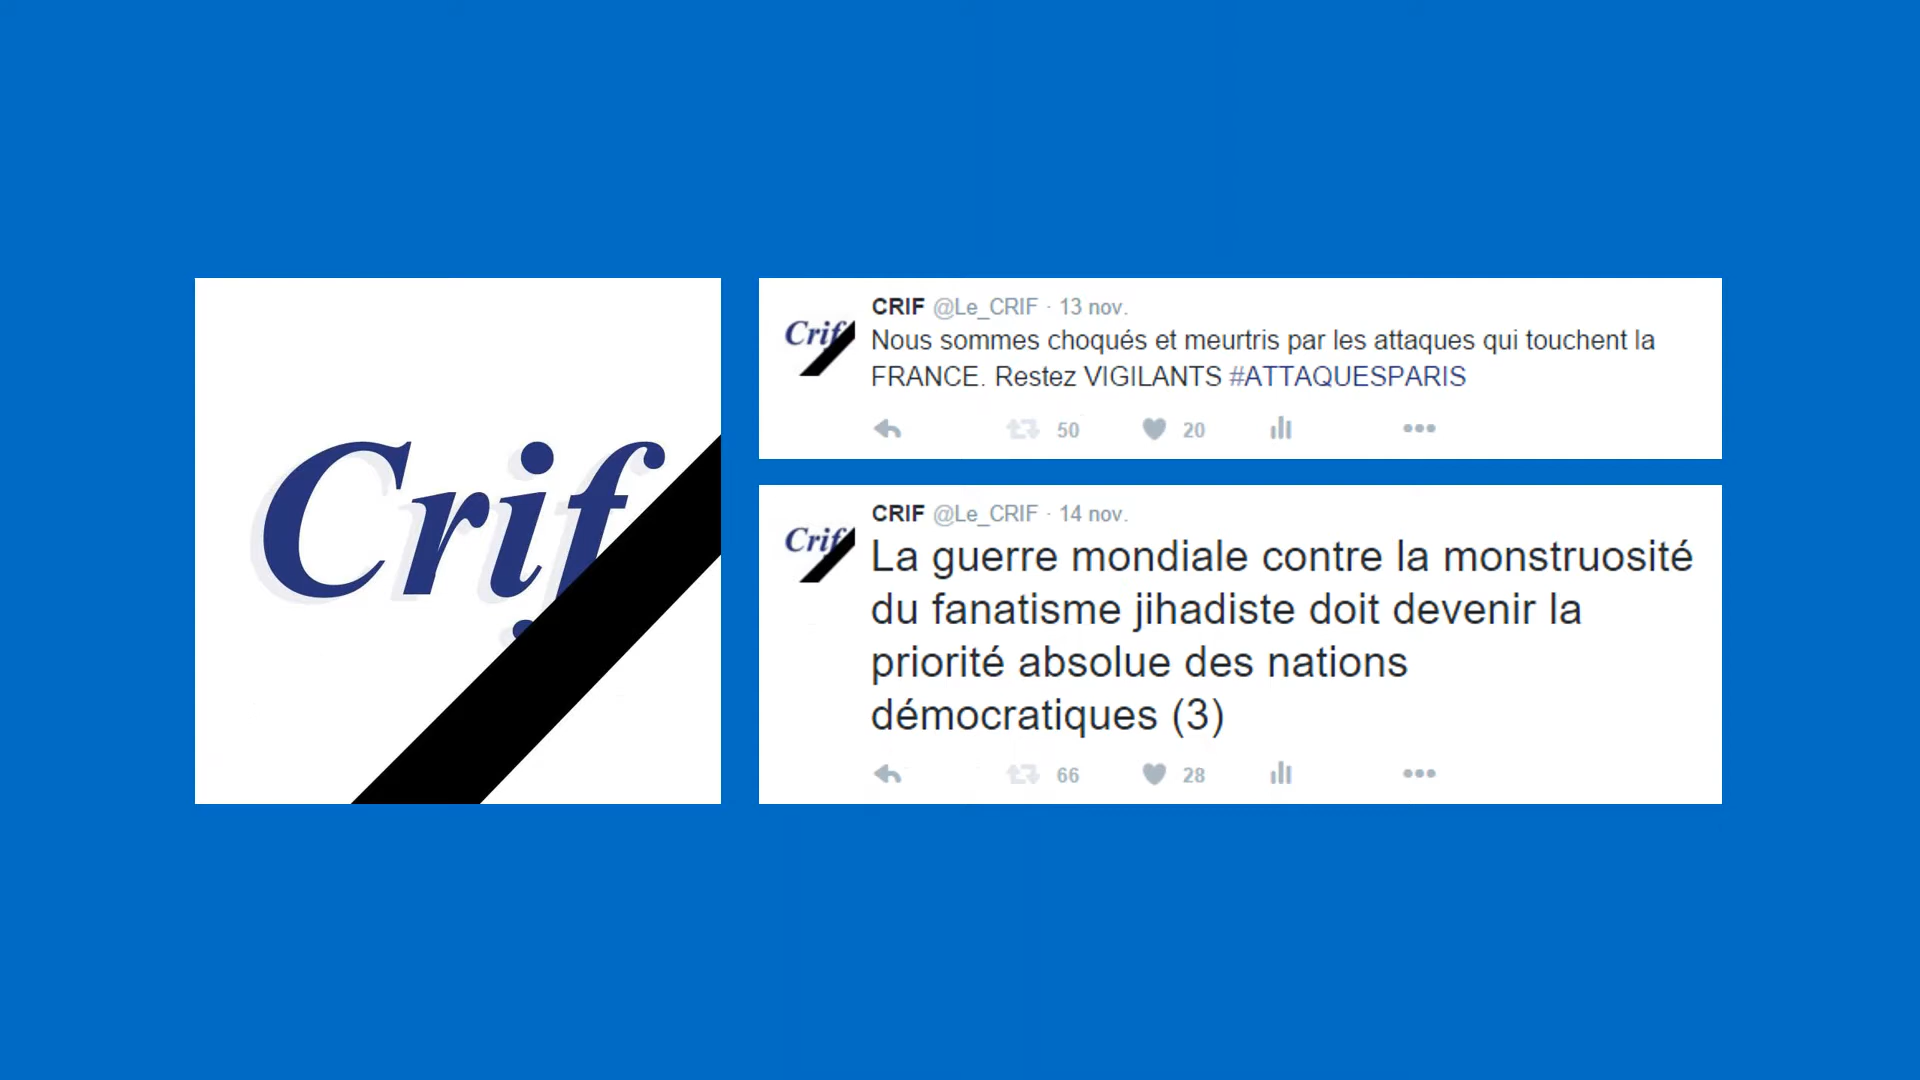 Crif
CRIF @Le_CRIF · 13 nov.
Crif
Nous sommes choqués et meurtris par les attaques qui touchent la
FRANCE. Restez VIGILANTS #ATTAQUESPARIS
50 20
CRIF @Le_CRIF · 14 nov.
Crif
La guerre mondiale contre la monstruosité
du fanatisme jihadiste doit devenir la
priorité absolue des nations
démocratiques (3)
66 28